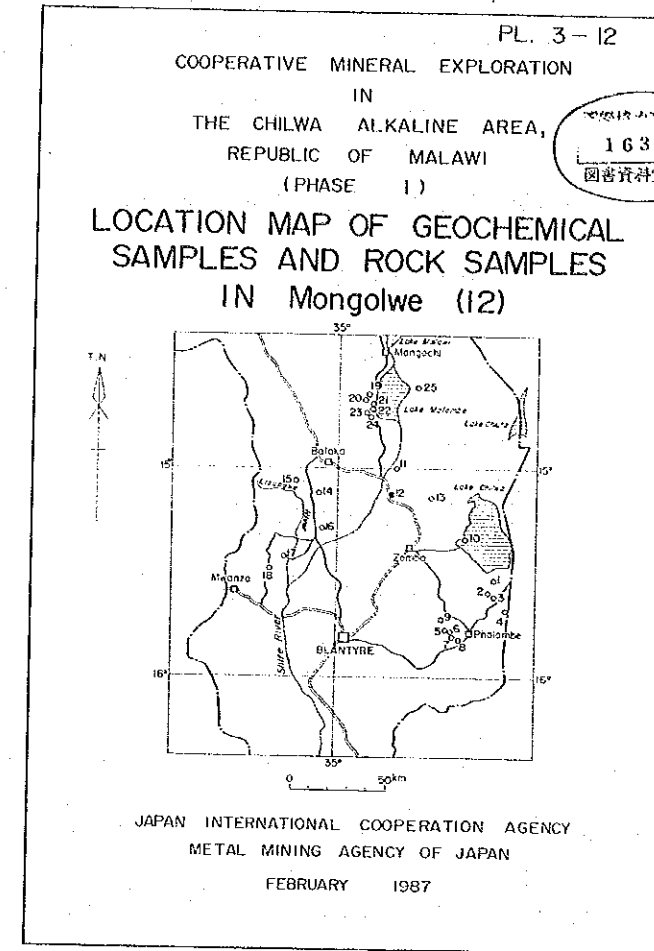 PL. 3-12
COOPERATIVE MINERAL EXPLORATION
IN
THE CHILWA ALKALINE AREA,
REPUBLIC OF MALAWI
(PHASE I)
163
図書資料
LOCATION MAP OF GEOCHEMICAL
SAMPLES AND ROCK SAMPLES
IN Mongolwe (12)
T.N
35°
Lake Malawi
Mangochi
19
25
20
21
22
23
24
Lake Malombe
Lake Chiuta
Balaka
15°
15°
11
15
14
12
13
Lake Chilwa
16
10
17
Zomba
18
Mwanza
1
2
3
4
9
5
6
7
8
Phalombe
Shire River
BLANTYRE
16°
16°
35°
0
50km
JAPAN INTERNATIONAL COOPERATION AGENCY
METAL MINING AGENCY OF JAPAN
FEBRUARY 1987